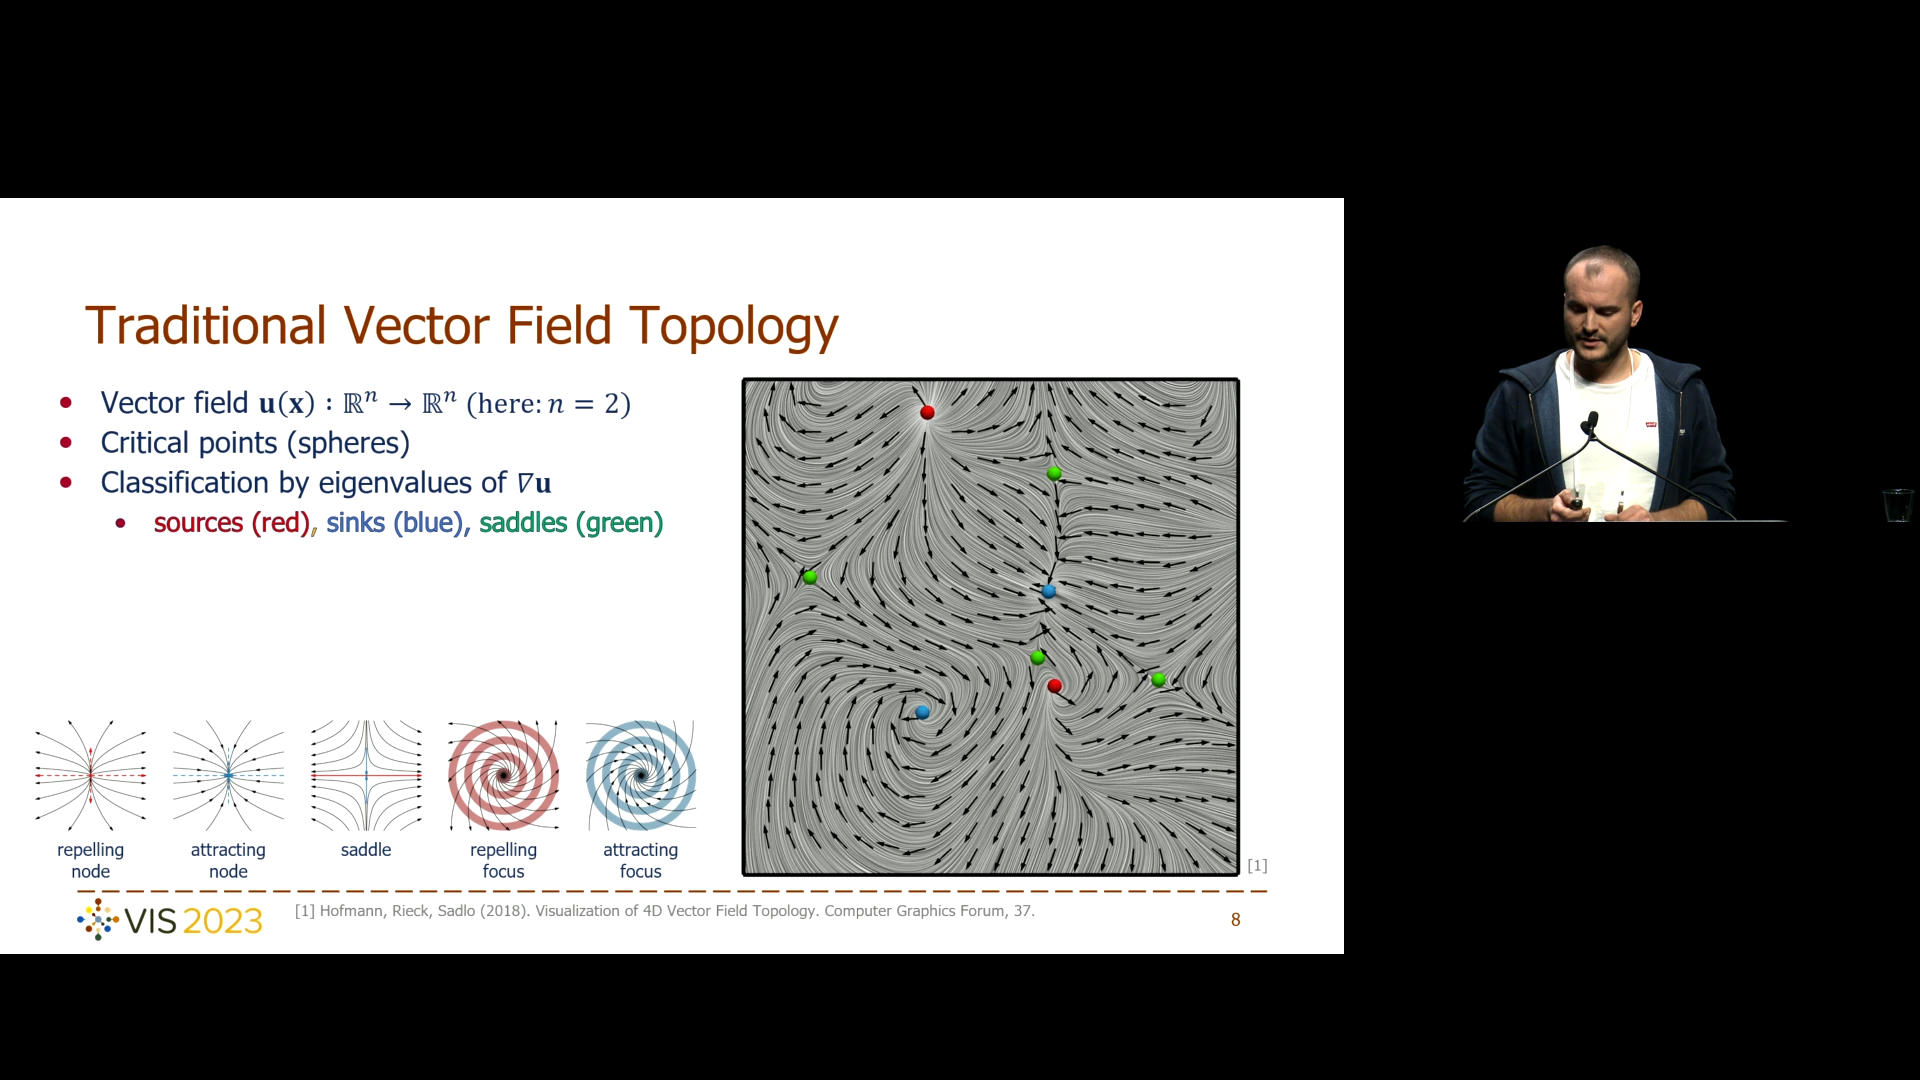 Traditional Vector Field Topology
• Vector field u(x) : ℝⁿ → ℝⁿ (here: n = 2)
• Critical points (spheres)
• Classification by eigenvalues of ∇u
• sources (red), sinks (blue), saddles (green)
repelling node
attracting node
saddle
repelling focus
attracting focus
[1]
VIS 2023
[1] Hofmann, Rieck, Sadlo (2018). Visualization of 4D Vector Field Topology. Computer Graphics Forum, 37.
8